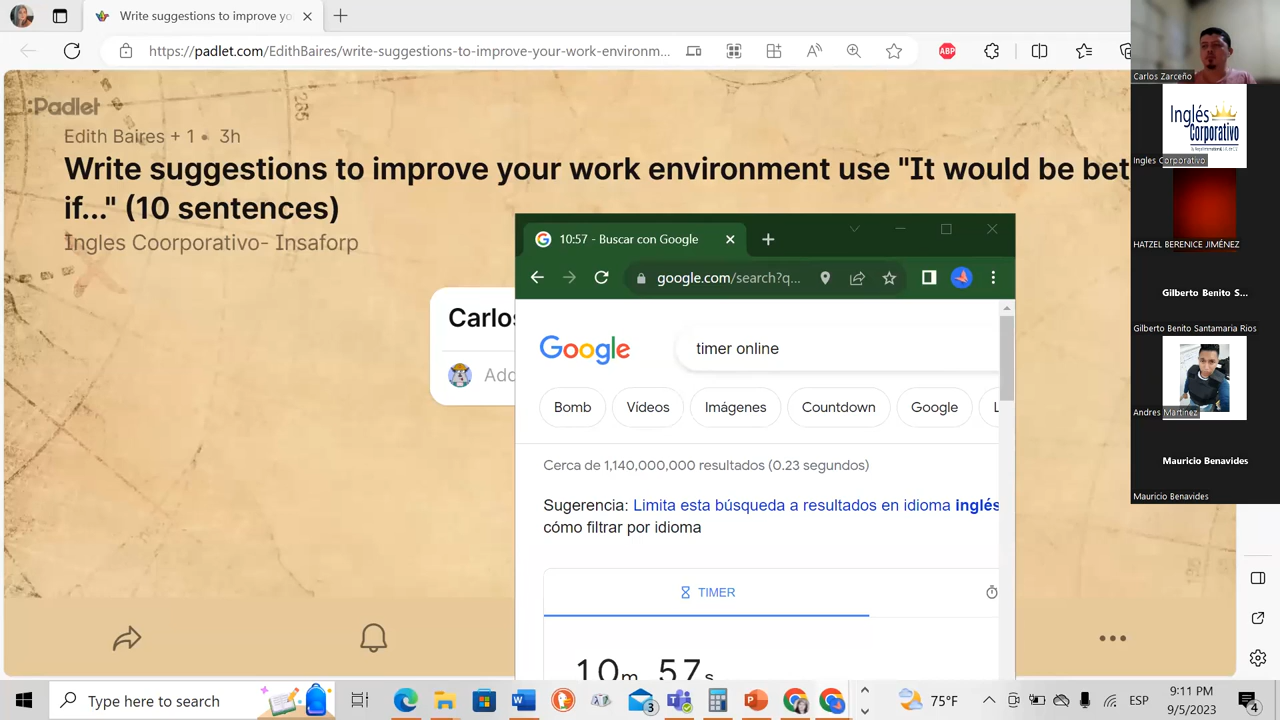 Write suggestions to improve yo
https://padlet.com/EdithBaires/write-suggestions-to-improve-your-work-environm...
ABP
:Padlet
Edith Baires + 1 • 3h
Write suggestions to improve your work environment use "It would be bet
if..." (10 sentences)
Ingles Coorporativo- Insaforp
Carlos
Add
10:57 - Buscar con Google
google.com/search?q...
Google
timer online
Bomb
Vídeos
Imágenes
Countdown
Google
Cerca de 1,140,000,000 resultados (0.23 segundos)
Sugerencia: Limita esta búsqueda a resultados en idioma inglés
cómo filtrar por idioma
TIMER
10m 57s
Carlos Zarceño
Inglés
Corporativo
Ingles Corporativo
HATZEL BERENICE JIMÉNEZ
Gilberto Benito S...
Gilberto Benito Santamaria Rios
Andres Martinez
Mauricio Benavides
Mauricio Benavides
Type here to search
3
75°F
ESP
9:11 PM
9/5/2023
4